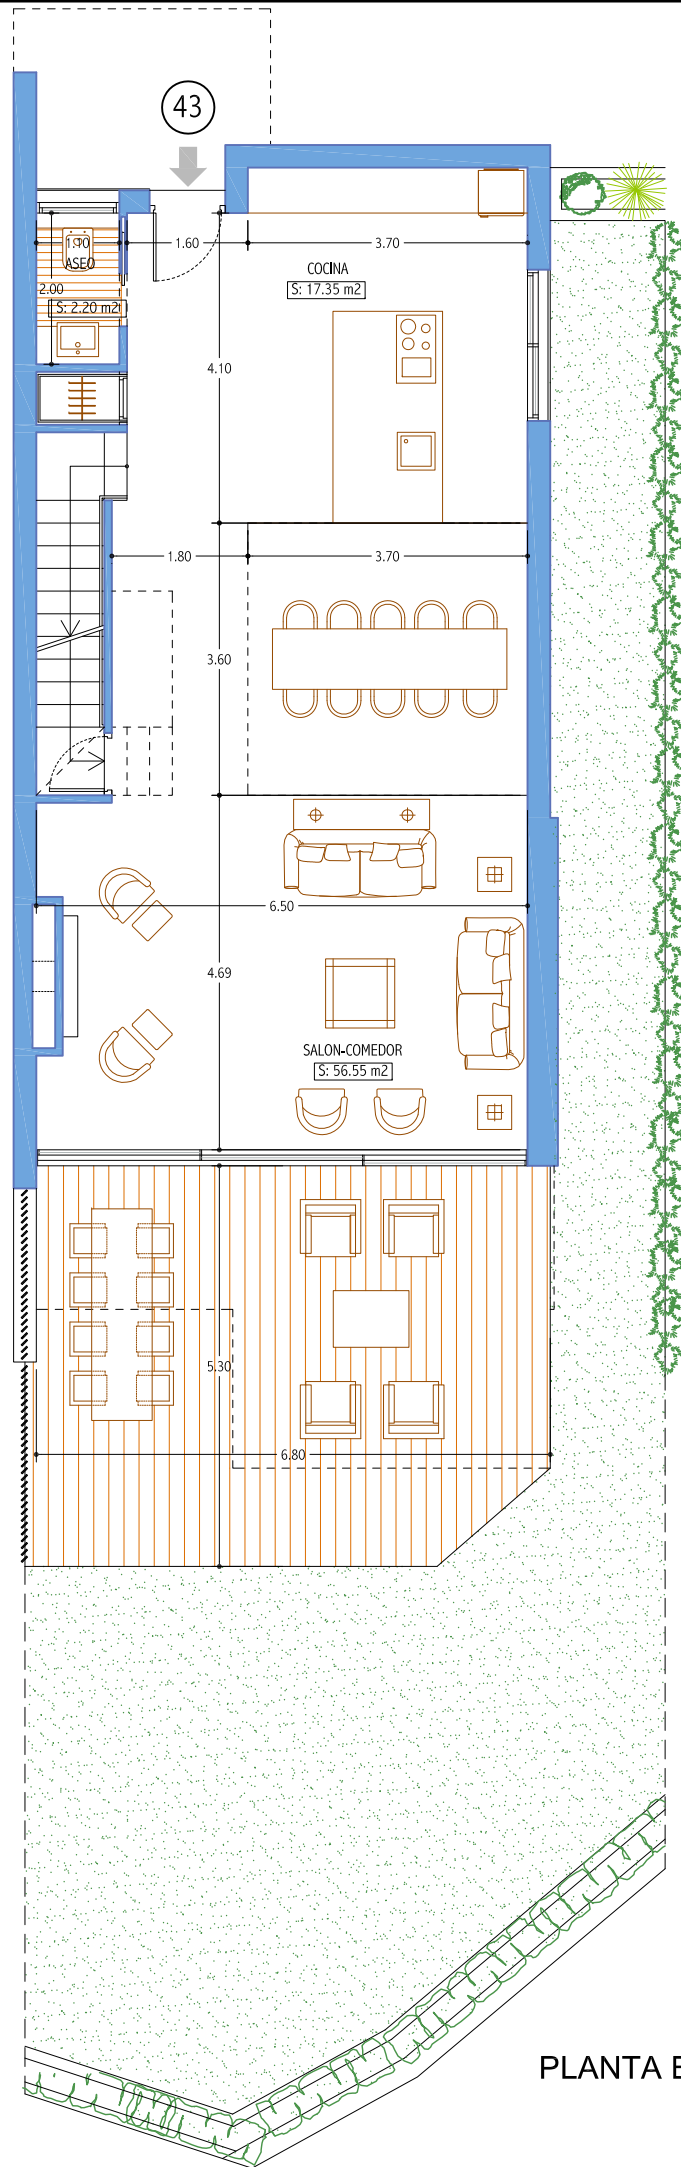 43
1.10
1.60
3.70
ASEO
COCINA
2.00
S: 17.35 m2
S: 2.20 m2
4.10
1.80
3.70
3.60
6.50
4.69
SALON-COMEDOR
S: 56.55 m2
5.30
6.80
PLANTA